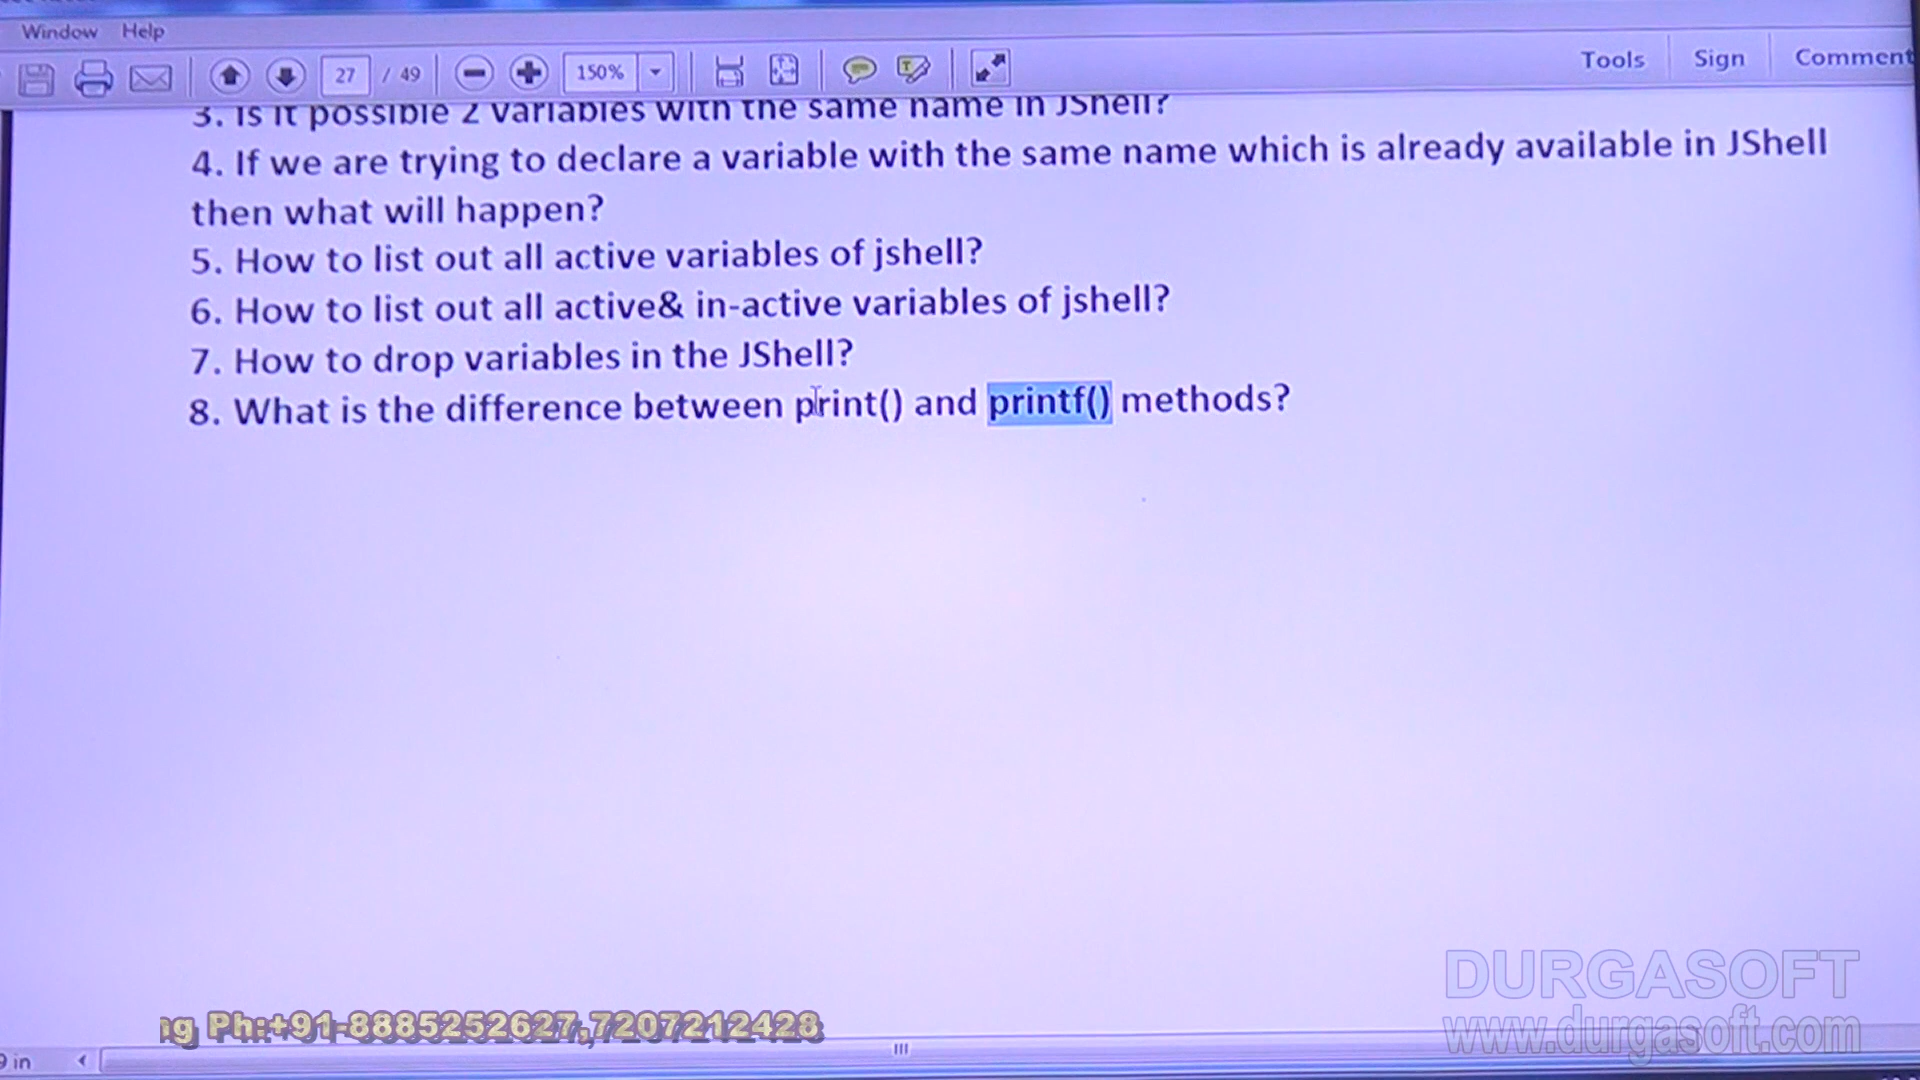 Window Help
27 / 49 150% Tools Sign Comment
3. Is it possible 2 variables with the same name in JShell?
4. If we are trying to declare a variable with the same name which is already available in JShell
then what will happen?
5. How to list out all active variables of jshell?
6. How to list out all active& in-active variables of jshell?
7. How to drop variables in the JShell?
8. What is the difference between print() and printf() methods?
DURGASOFT
www.durgasoft.com
ng Ph:+91-8885252627,7207212428
in